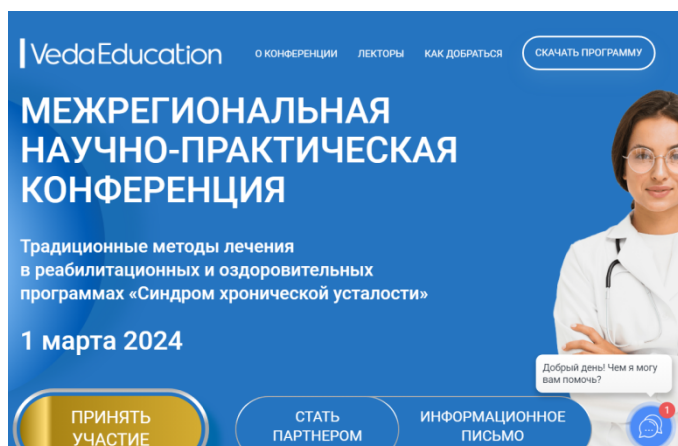 VedaEducation
О КОНФЕРЕНЦИИ ЛЕКТОРЫ КАК ДОБРАТЬСЯ СКАЧАТЬ ПРОГРАММУ
МЕЖРЕГИОНАЛЬНАЯ
НАУЧНО-ПРАКТИЧЕСКАЯ
КОНФЕРЕНЦИЯ
Традиционные методы лечения
в реабилитационных и оздоровительных
программах «Синдром хронической усталости»
1 марта 2024
Добрый день! Чем я могу
вам помочь?
1
ПРИНЯТЬ
УЧАСТИЕ
СТАТЬ
ПАРТНЕРОМ
ИНФОРМАЦИОННОЕ
ПИСЬМО